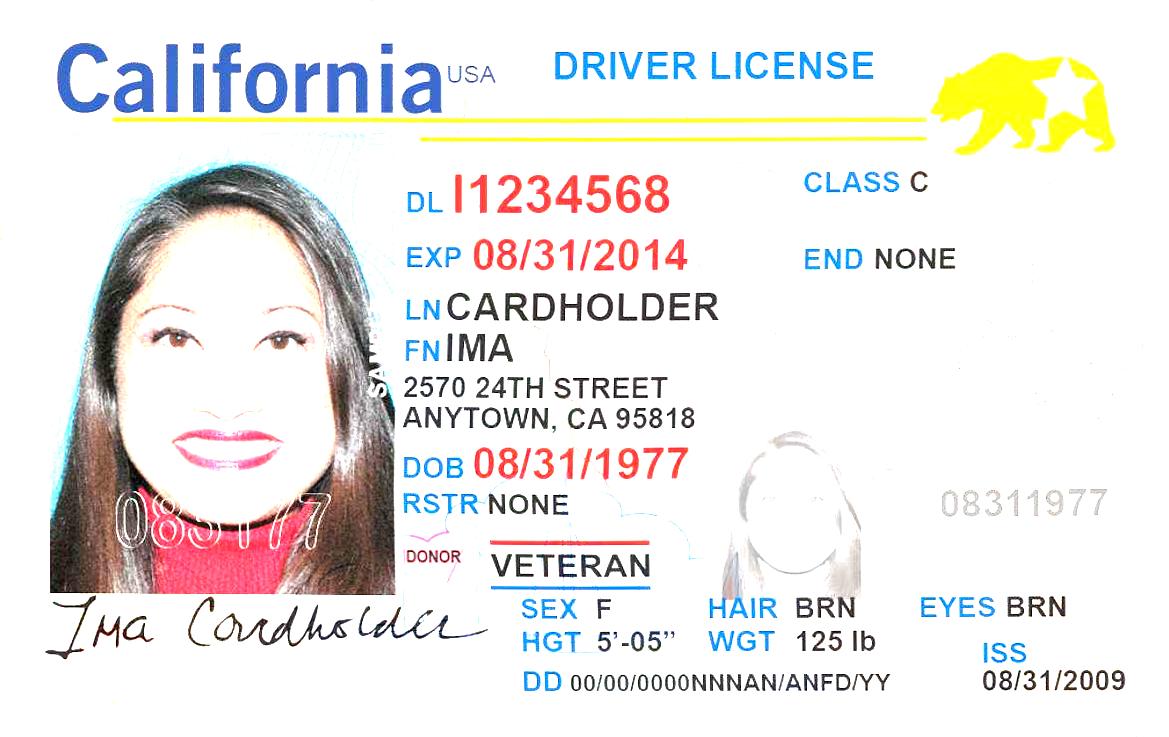 California USA DRIVER LICENSE
DL I1234568 CLASS C
EXP 08/31/2014 END NONE
LN CARDHOLDER
FN IMA
2570 24TH STREET
ANYTOWN, CA 95818
DOB 08/31/1977
RSTR NONE
08311977
DONOR
VETERAN
SEX F HAIR BRN EYES BRN
HGT 5'-05" WGT 125 lb
ISS
DD 00/00/0000NNNAN/ANFD/YY 08/31/2009
Ima Cardholder